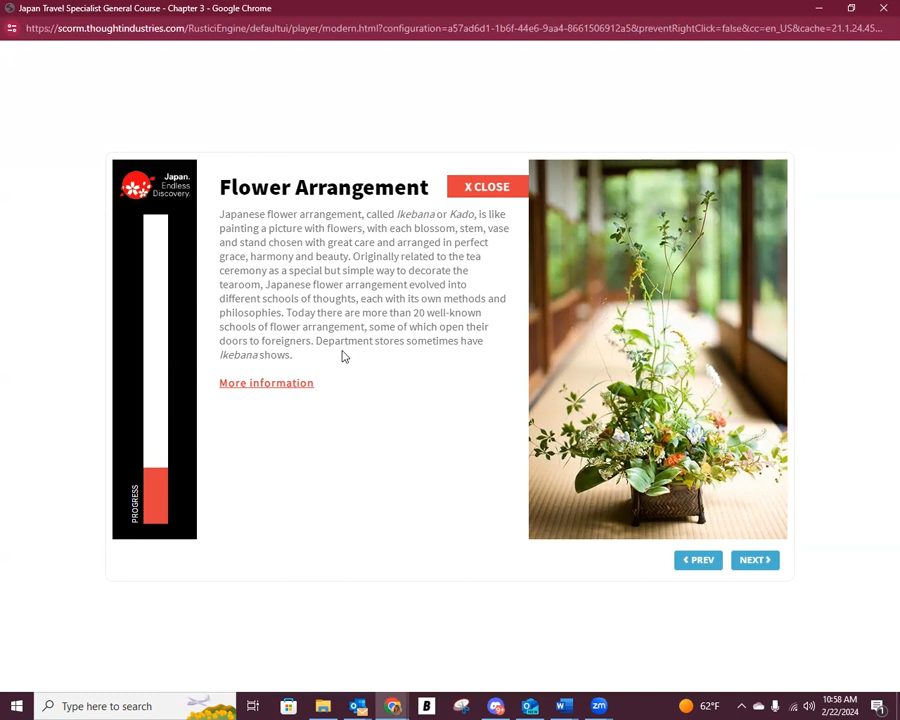 Japan Travel Specialist General Course - Chapter 3 - Google Chrome
https://scorm.thoughtindustries.com/RusticiEngine/defaultui/player/modern.html?configuration=a57ad6d1-1b6f-44e6-9aa4-8661506912a5&preventRightClick=false&cc=en_US&cache=21.1.24.45...
Japan.
Endless
Discovery.
PROGRESS
Flower Arrangement
X CLOSE
Japanese flower arrangement, called Ikebana or Kado, is like
painting a picture with flowers, with each blossom, stem, vase
and stand chosen with great care and arranged in perfect
grace, harmony and beauty. Originally related to the tea
ceremony as a special but simple way to decorate the
tearoom, Japanese flower arrangement evolved into
different schools of thoughts, each with its own methods and
philosophies. Today there are more than 20 well-known
schools of flower arrangement, some of which open their
doors to foreigners. Department stores sometimes have
Ikebana shows.
More information
PREV
NEXT
Type here to search
62°F
10:58 AM
2/22/2024